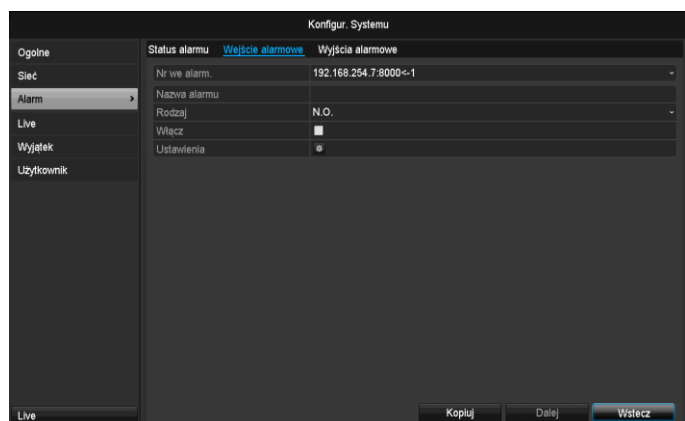 Konfigur. Systemu
Ogolne
Sieć
Alarm >
Live
Wyjątek
Użytkownik
Live
Status alarmu Wejście alarmowe Wyjścia alarmowe
Nr we alarm. 192.168.254.7:8000<-1
Nazwa alarmu
Rodzaj N.O.
Włącz
Ustawienia
Kopiuj Dalej Wstecz